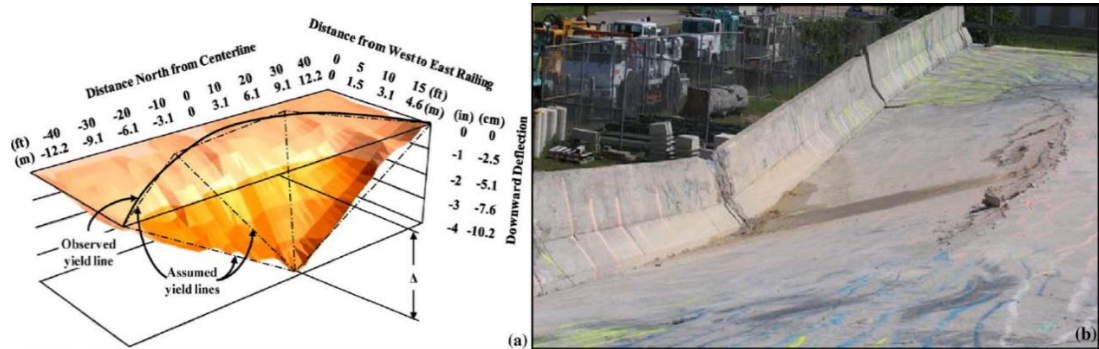 Distance North from Centerline
Distance from West to East Railing
(ft) -40 -30 -20 -10 0 10 20 30 40
(m) -12.2 -9.1 -6.1 -3.1 0 3.1 6.1 9.1 12.2
0 5 10 15 (ft)
0 1.5 3.1 4.6 (m)
(in) (cm)
0 0
-1 -2.5
-2 -5.1
-3 -7.6
-4 -10.2
Downward Deflection
Observed
yield line
Assumed
yield lines
Δ
(a)
(b)